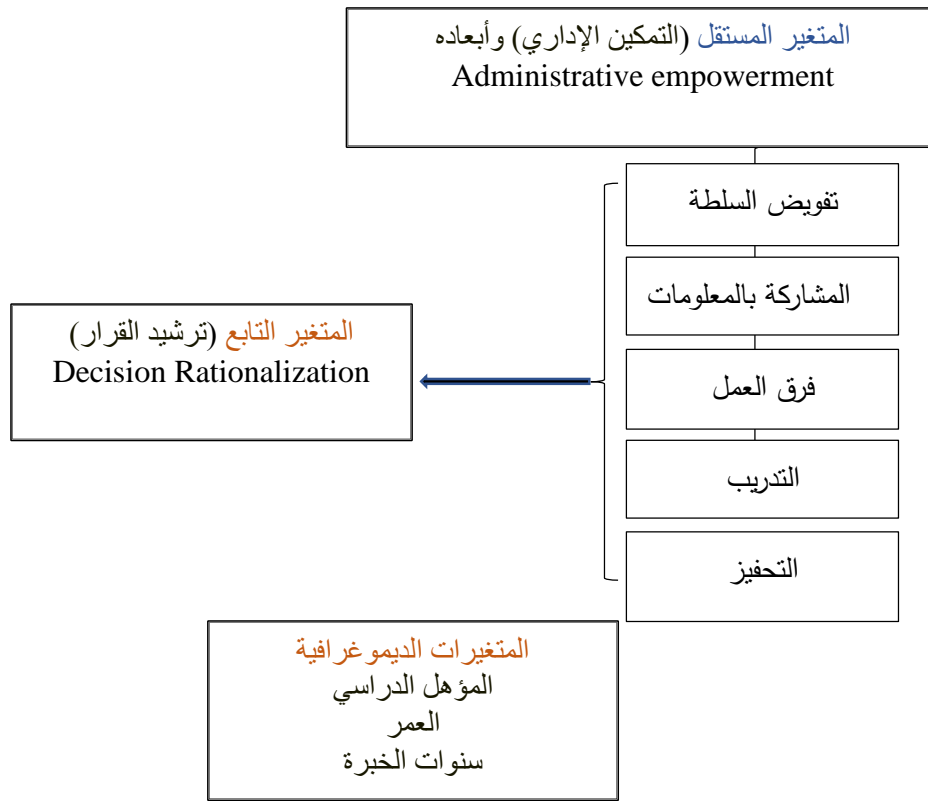 المتغير المستقل (التمكين الإداري) وأبعاده
Administrative empowerment
تفويض السلطة
المشاركة بالمعلومات
فرق العمل
التدريب
التحفيز
المتغير التابع (ترشيد القرار)
Decision Rationalization
المتغيرات الديموغرافية
المؤهل الدراسي
العمر
سنوات الخبرة